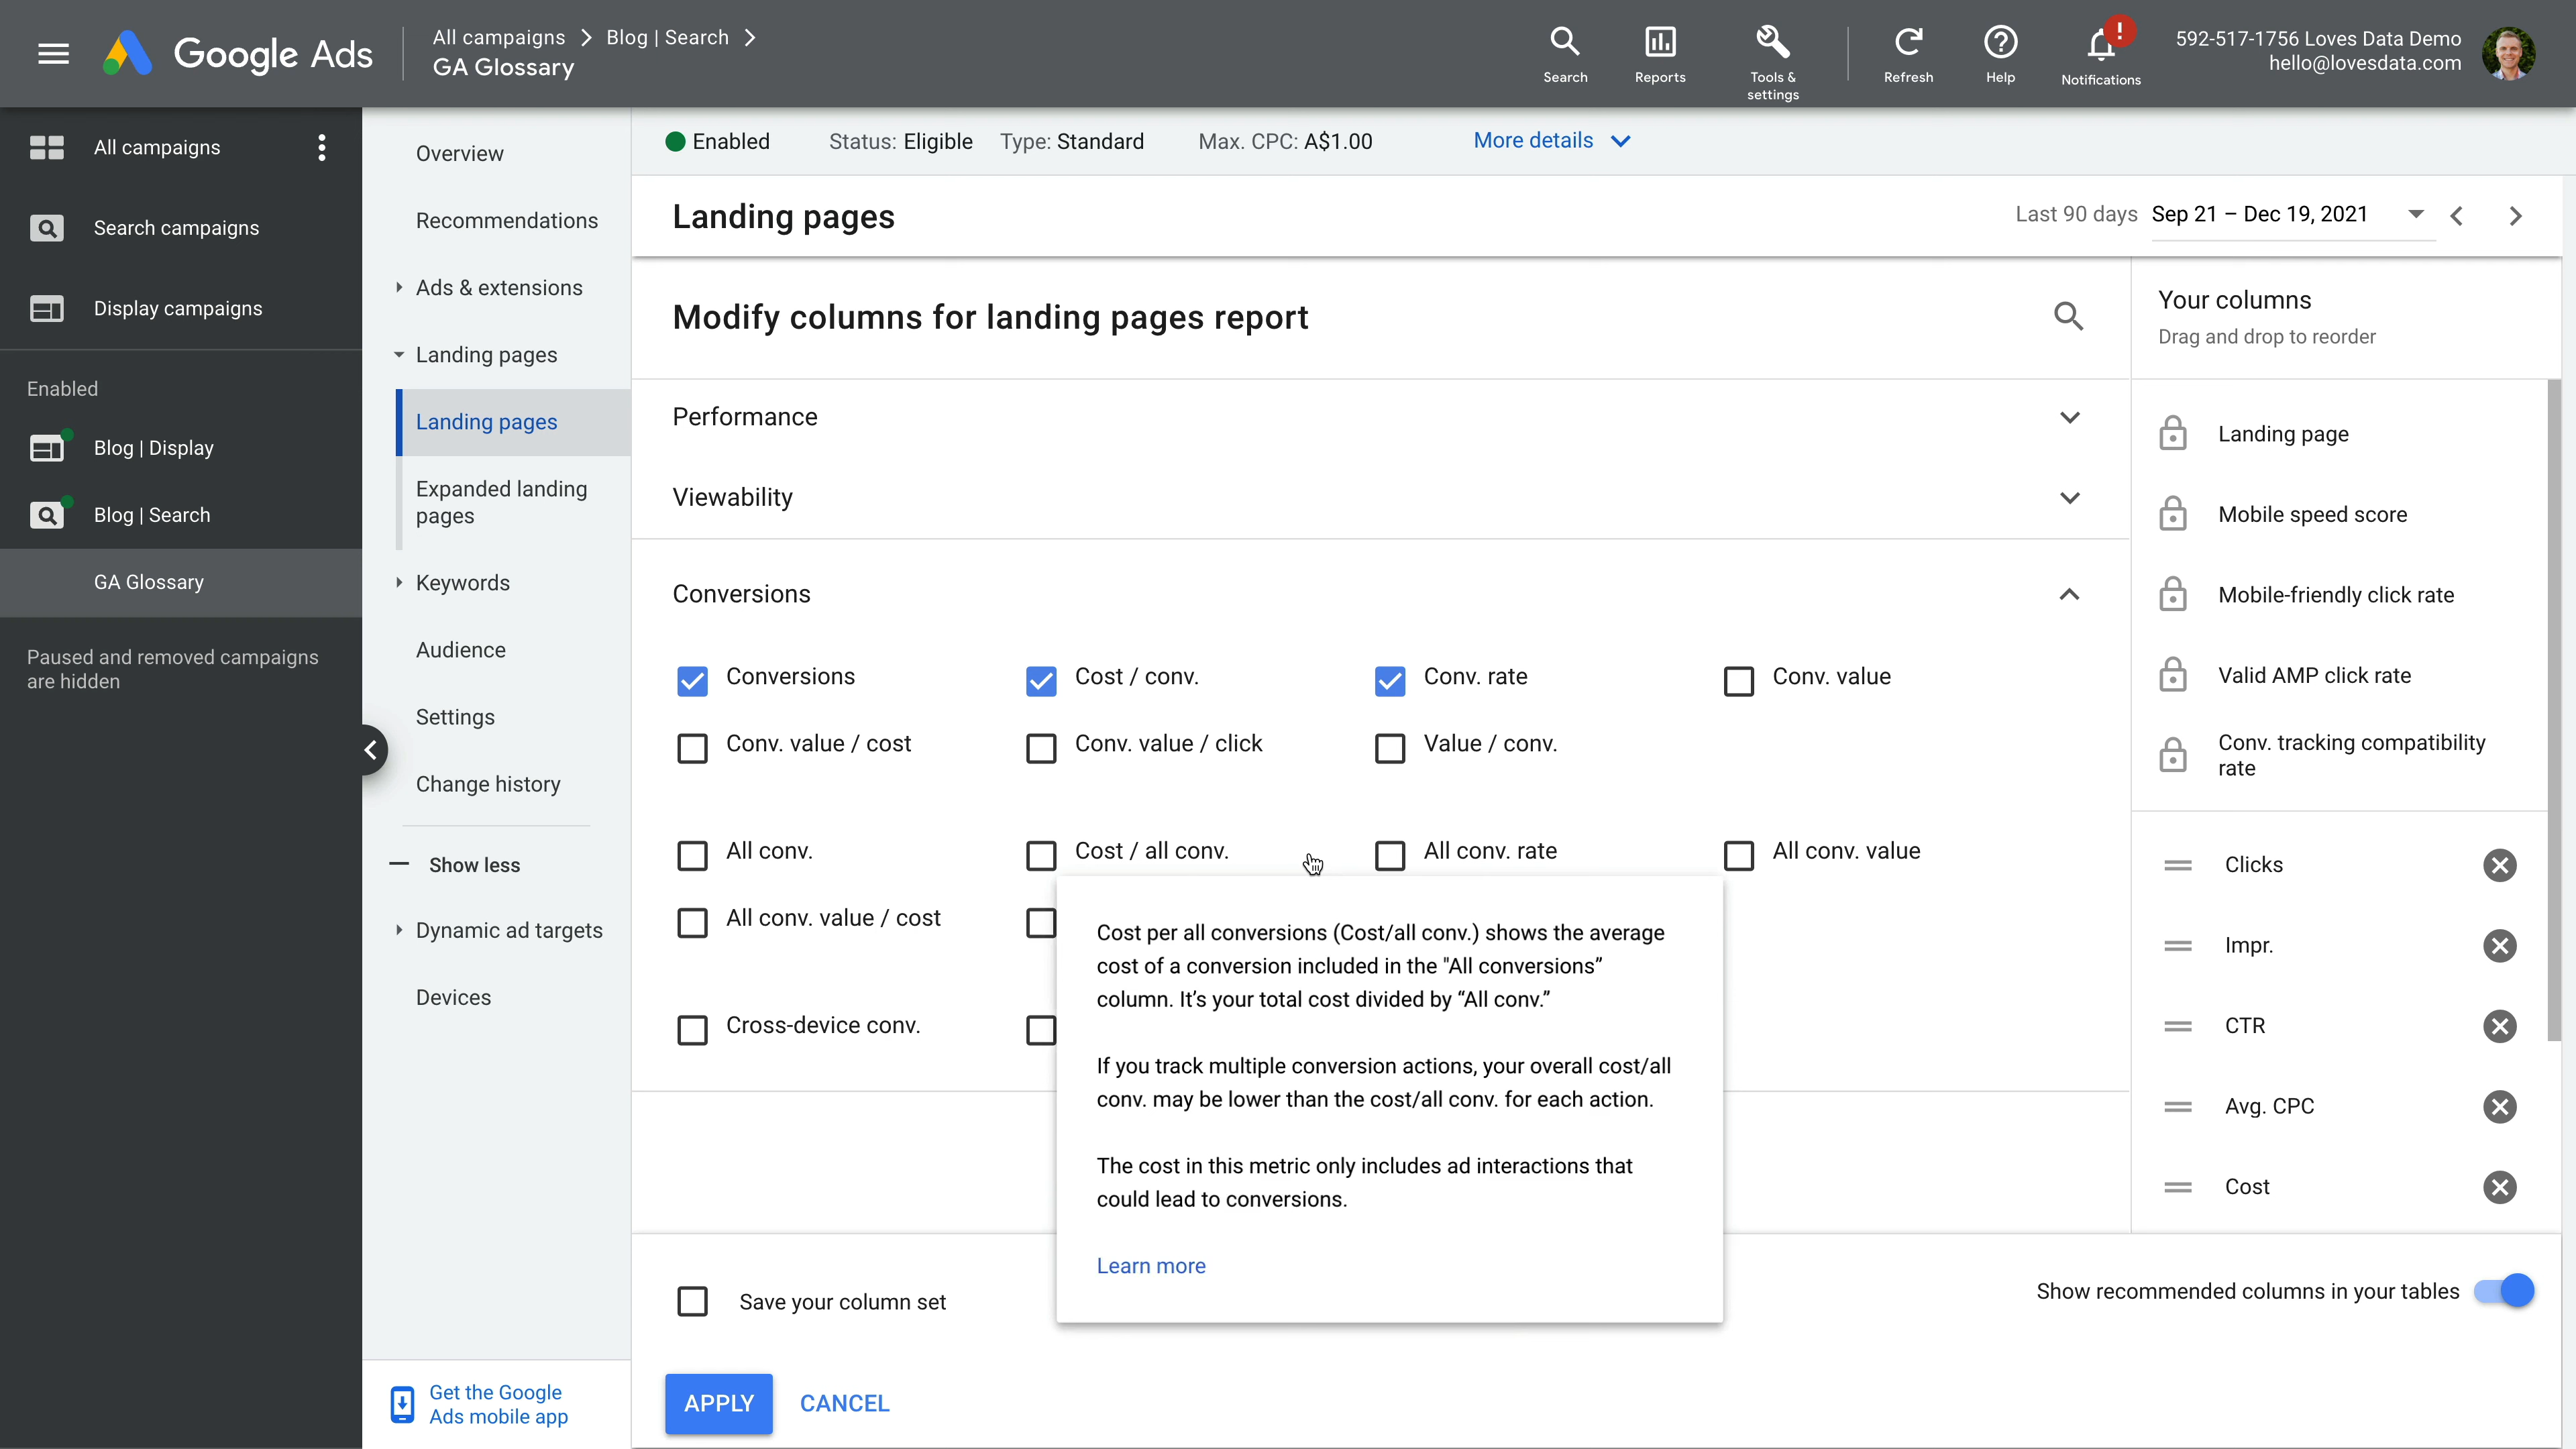 Google Ads
All campaigns > Blog | Search >
GA Glossary
Search
Reports
Tools &
settings
Refresh
Help
!
Notifications
592-517-1756 Loves Data Demo
hello@lovesdata.com
All campaigns
Search campaigns
Display campaigns
Enabled
Blog | Display
Blog | Search
GA Glossary
Paused and removed campaigns
are hidden
Overview
Recommendations
Ads & extensions
Landing pages
Landing pages
Expanded landing
pages
Keywords
Audience
Settings
Change history
Show less
Dynamic ad targets
Devices
Get the Google
Ads mobile app
Enabled Status: Eligible Type: Standard Max. CPC: A$1.00 More details
Landing pages
Last 90 days Sep 21 – Dec 19, 2021
Modify columns for landing pages report
Performance
Viewability
Conversions
Conversions Cost / conv. Conv. rate Conv. value
Conv. value / cost Conv. value / click Value / conv.
All conv. Cost / all conv. All conv. rate All conv. value
All conv. value / cost
Cross-device conv.
Cost per all conversions (Cost/all conv.) shows the average
cost of a conversion included in the "All conversions”
column. It’s your total cost divided by “All conv.”
If you track multiple conversion actions, your overall cost/all
conv. may be lower than the cost/all conv. for each action.
The cost in this metric only includes ad interactions that
could lead to conversions.
Learn more
Save your column set
APPLY CANCEL
Your columns
Drag and drop to reorder
Landing page
Mobile speed score
Mobile-friendly click rate
Valid AMP click rate
Conv. tracking compatibility
rate
Clicks
Impr.
CTR
Avg. CPC
Cost
Show recommended columns in your tables